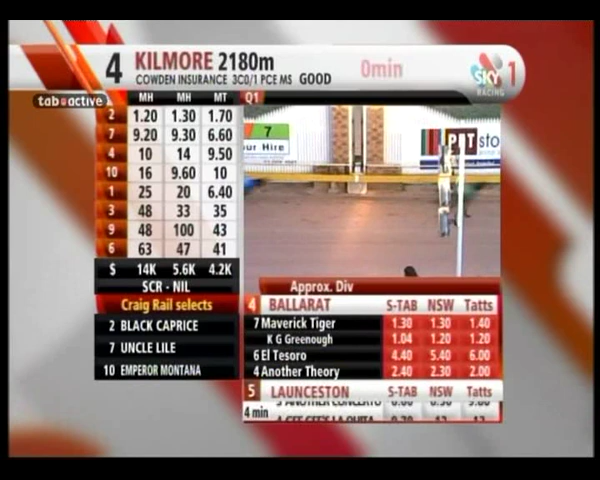 4 KILMORE 2180m
COWDEN INSURANCE 3C0/1 PCE MS GOOD
0min
SKY 1
RACING
tab active
MH MH MT
2 1.20 1.30 1.70
7 9.20 9.30 6.60
4 10 14 9.50
10 16 9.60 10
1 25 20 6.40
3 48 33 35
9 48 100 43
6 63 47 41
$ 14K 5.6K 4.2K
SCR - NIL
Craig Rail selects
2 BLACK CAPRICE
7 UNCLE LILE
10 EMPEROR MONTANA
Q1
7
ur Hire
PIT sto
Approx. Div
4 BALLARAT S-TAB NSW Tatts
7 Maverick Tiger 1.30 1.30 1.40
K G Greenough 1.04 1.20 1.20
6 El Tesoro 4.40 5.40 6.00
4 Another Theory 2.40 2.30 2.00
5 LAUNCESTON S-TAB NSW Tatts
4 min